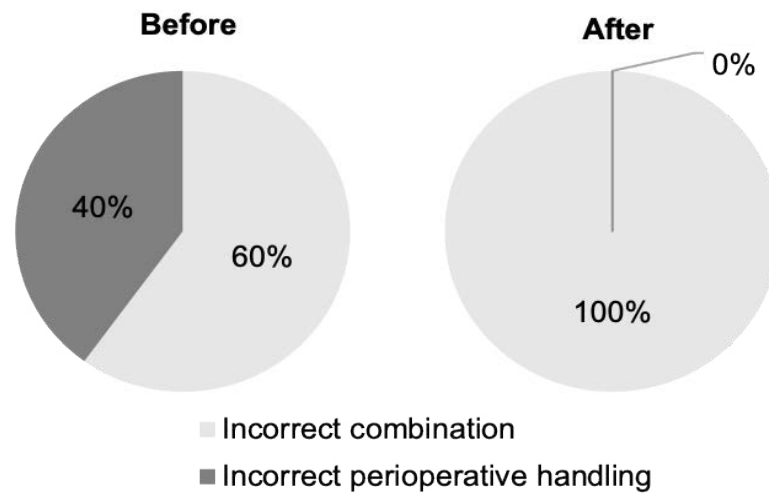 Before
After
0%
40%
60%
100%
Incorrect combination
Incorrect perioperative handling